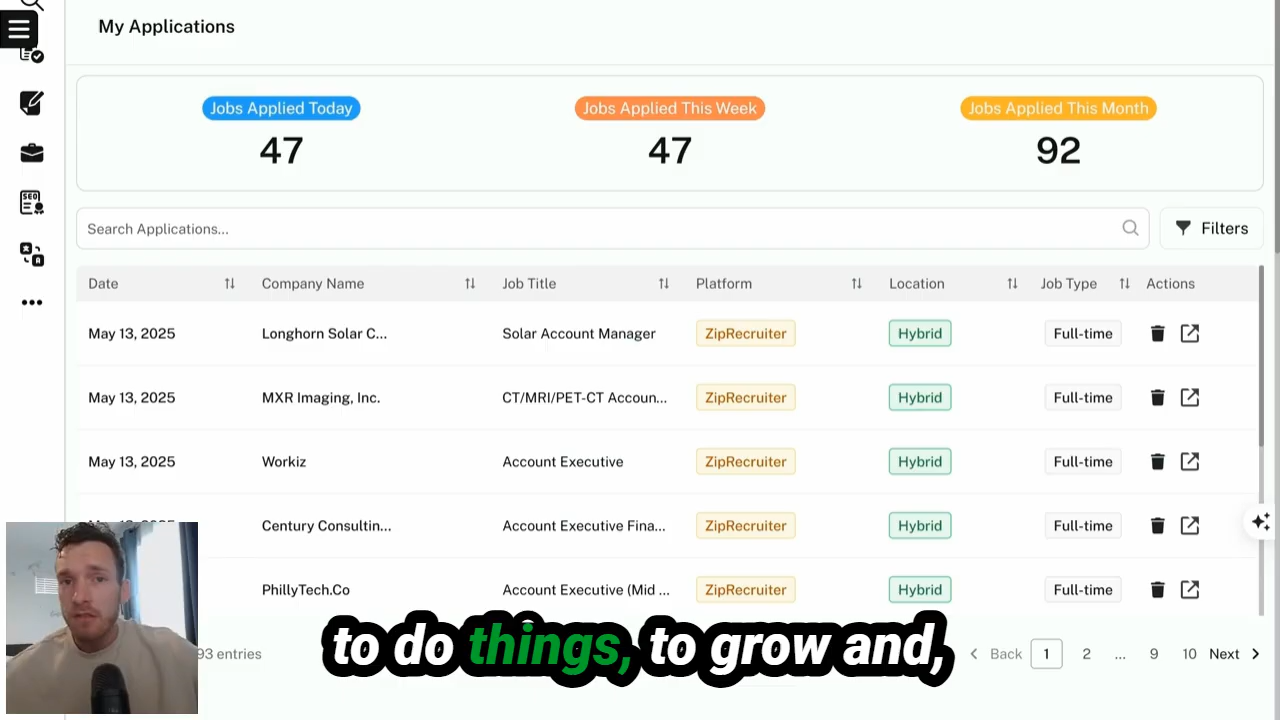 My Applications
Jobs Applied Today
47
Jobs Applied This Week
47
Jobs Applied This Month
92
Search Applications...
Filters
Date Company Name Job Title Platform Location Job Type Actions
May 13, 2025 Longhorn Solar C... Solar Account Manager ZipRecruiter Hybrid Full-time
May 13, 2025 MXR Imaging, Inc. CT/MRI/PET-CT Accoun... ZipRecruiter Hybrid Full-time
May 13, 2025 Workiz Account Executive ZipRecruiter Hybrid Full-time
Century Consultin... Account Executive Fina... ZipRecruiter Hybrid Full-time
PhillyTech.Co Account Executive (Mid ... ZipRecruiter Hybrid Full-time
93 entries
Back 1 2 ... 9 10 Next
to do things, to grow and,
SEO